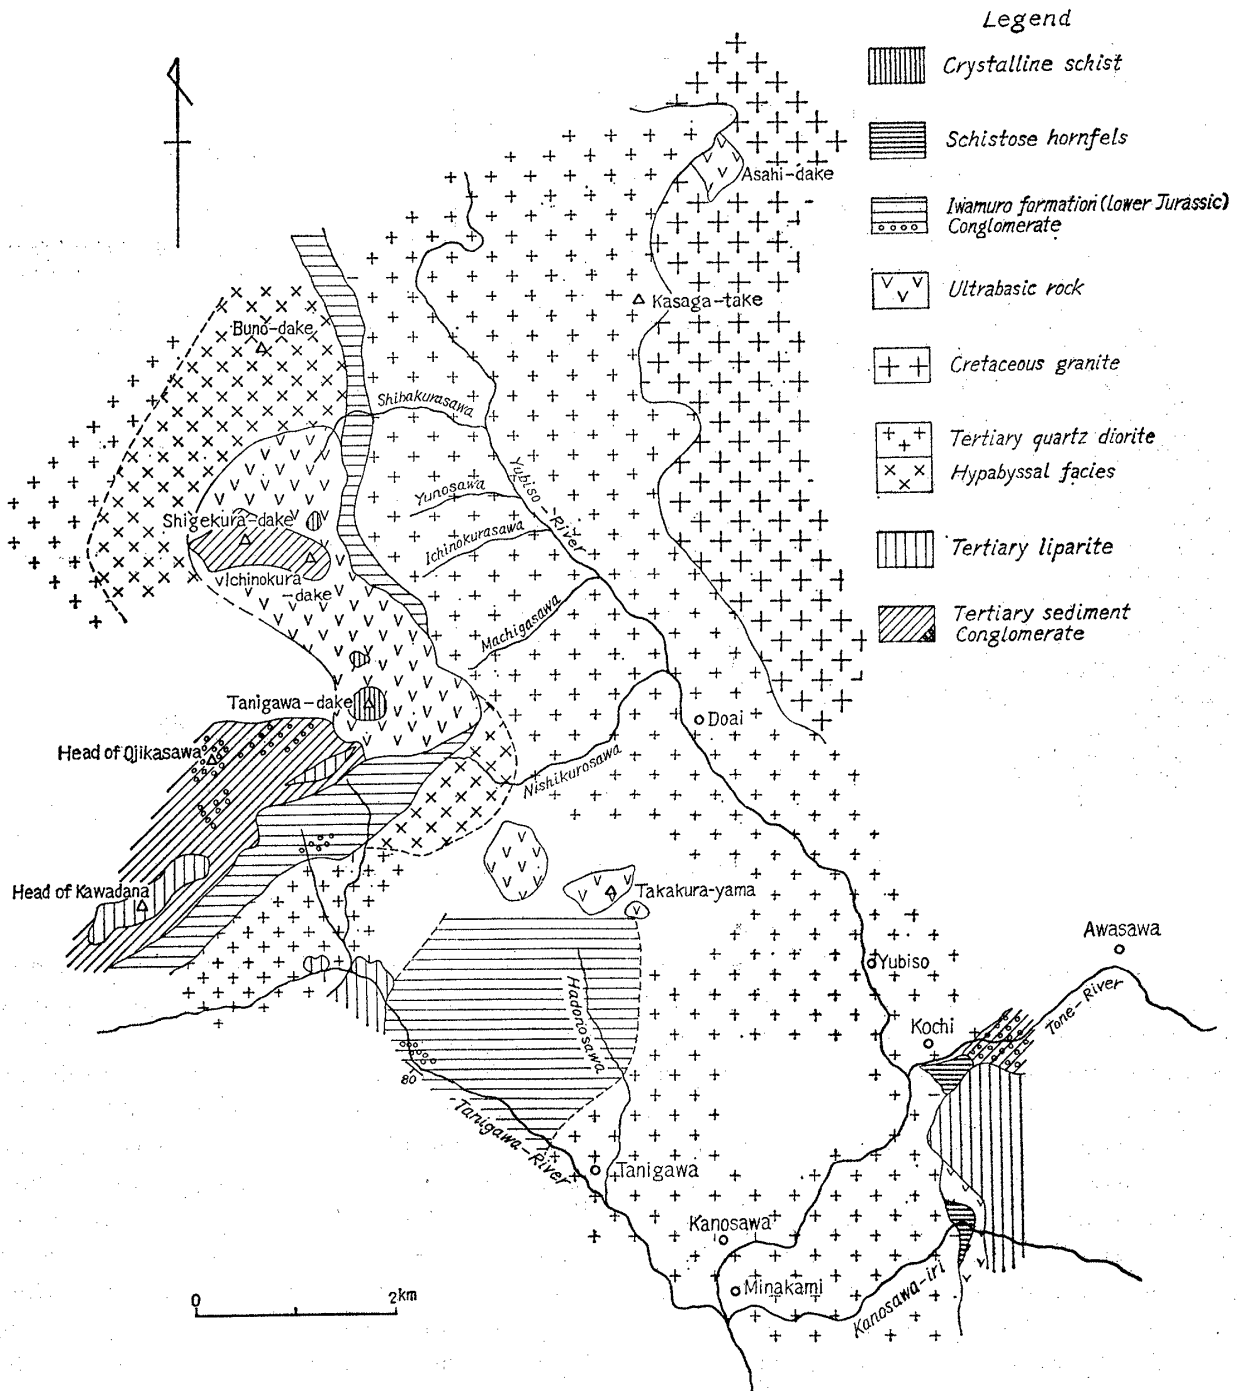 Legend
Crystalline schist
Schistose hornfels
Iwamuro formation (Lower Jurassic)
Conglomerate
Ultrabasic rock
Cretaceous granite
Tertiary quartz diorite
Hypabyssal facies
Tertiary liparite
Tertiary sediment
Conglomerate
Asahi-dake
Kasaga-take
Buno-dake
Shibakurasawa
Yubiso-River
Yunosawa
Shigekura-dake
Ichinokurasawa
Ichinokura
-dake
Machigasawa
Tanigawa-dake
Doai
Head of Ojikasawa
Nishikurosawa
Head of Kawadana
Takakura-yama
Awasawa
Yubiso
Hadonosawa
Tone-River
Kochi
80
Tanigawa-River
Tanigawa
Kanosawa
Minakami
Kanosawa-iri
0
2km